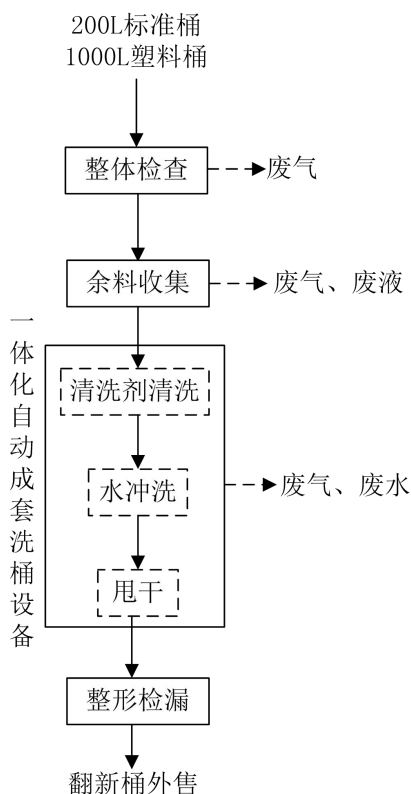 200L标准桶
1000L塑料桶
整体检查
废气
余料收集
废气、废液
一体化自动成套洗桶设备
清洗剂清洗
水冲洗
废气、废水
甩干
整形检漏
翻新桶外售